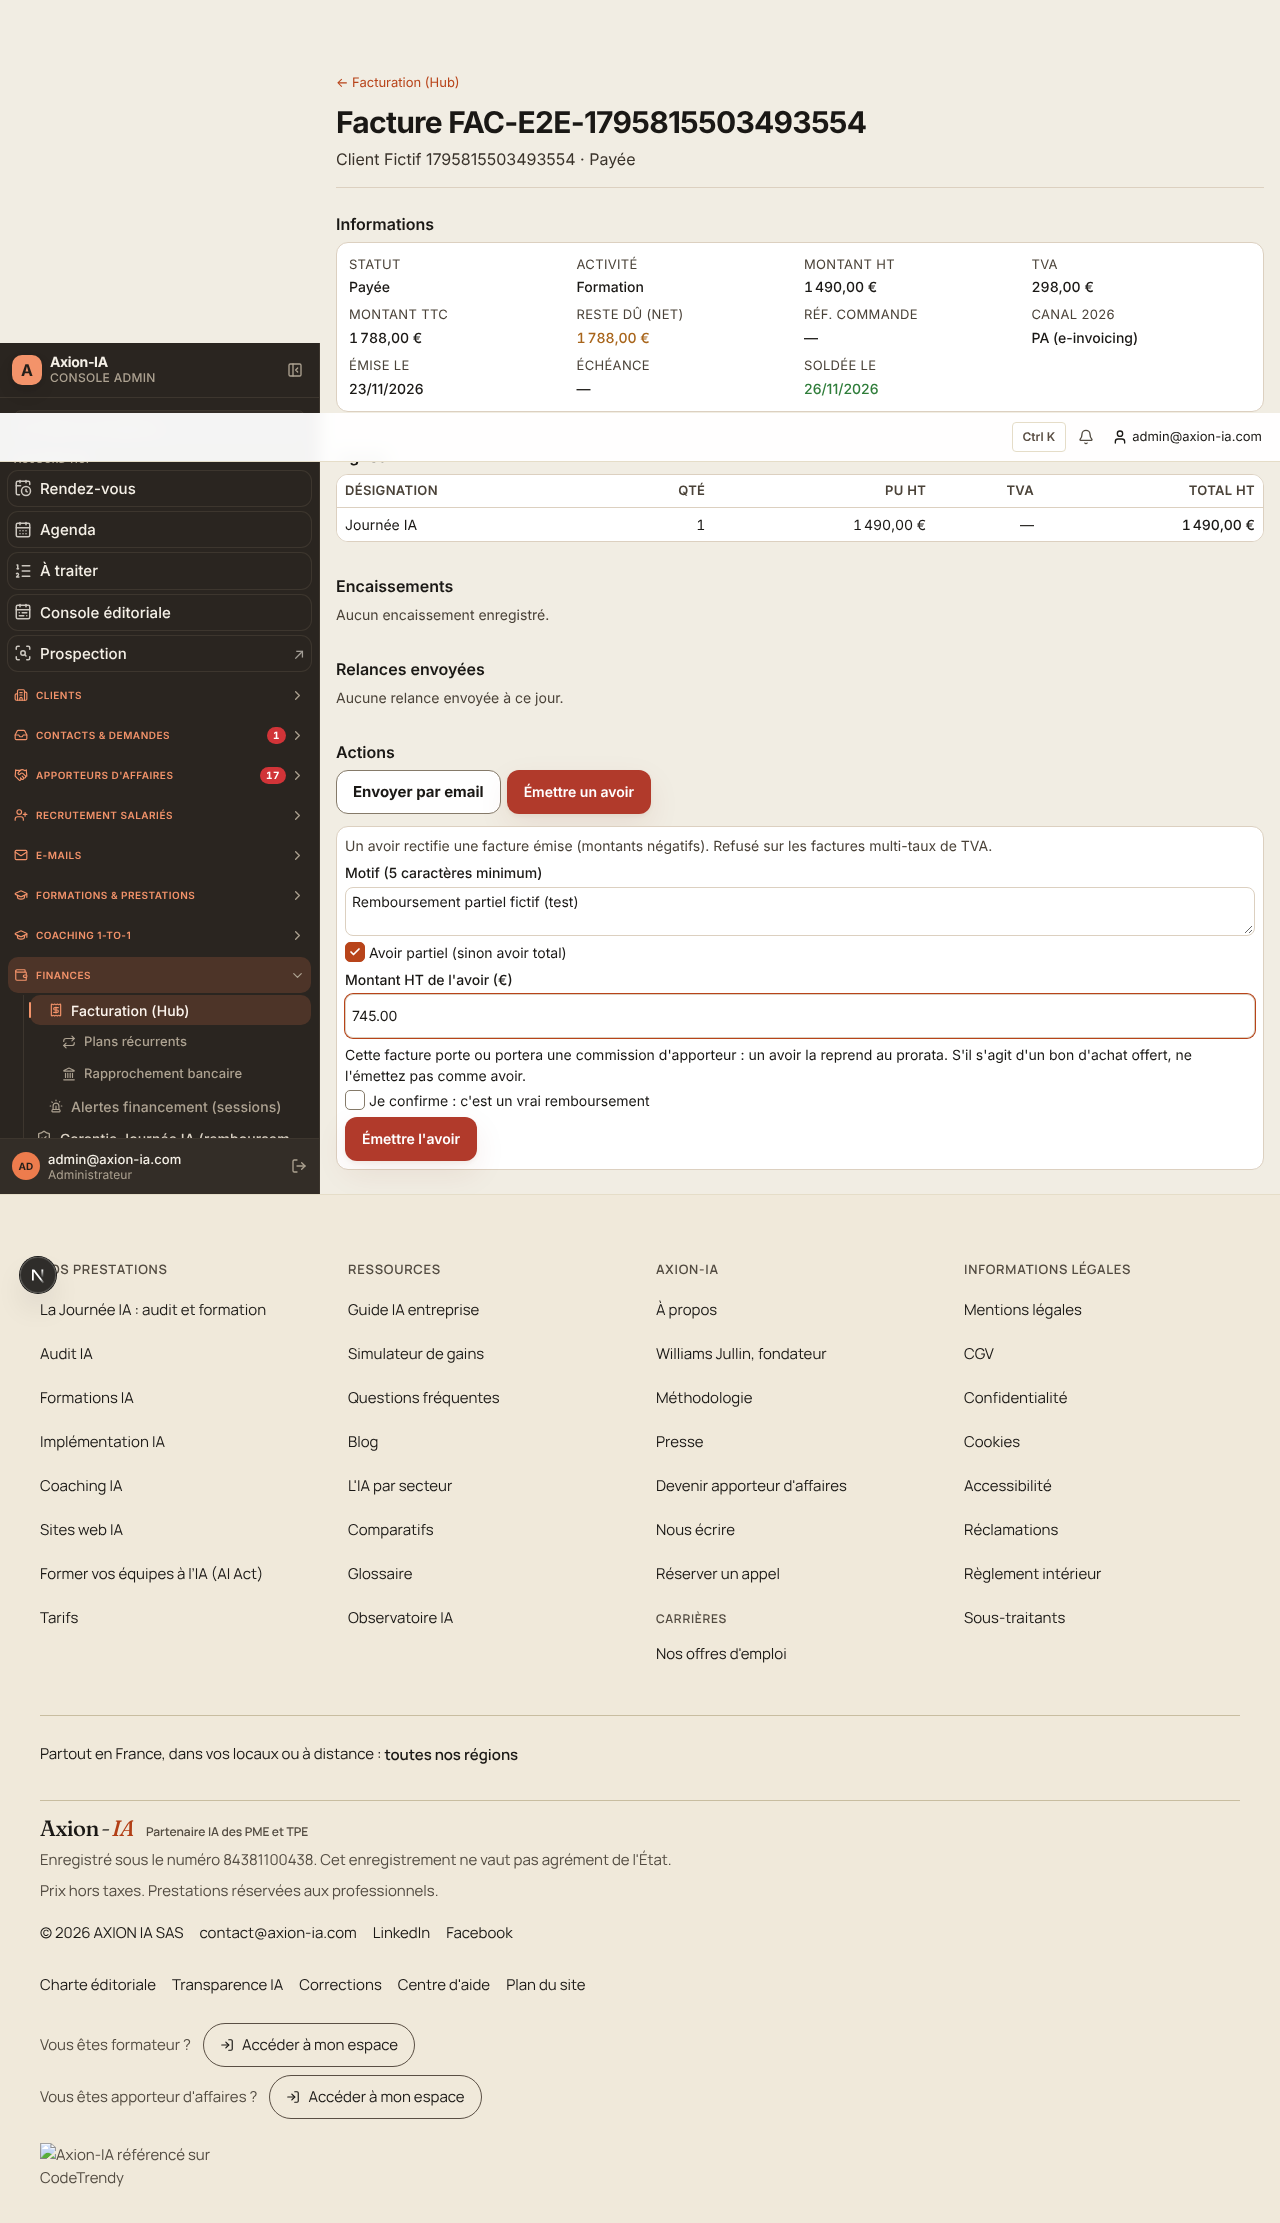 ← Facturation (Hub)
Facture FAC-E2E-1795815503493554
Client Fictif 1795815503493554 · Payée
Informations
STATUT
Payée
ACTIVITÉ
Formation
MONTANT HT
1 490,00 €
TVA
298,00 €
MONTANT TTC
1 788,00 €
RESTE DÛ (NET)
1 788,00 €
RÉF. COMMANDE
—
CANAL 2026
PA (e-invoicing)
ÉMISE LE
23/11/2026
ÉCHÉANCE
—
SOLDÉE LE
26/11/2026
A
Axion-IA
CONSOLE ADMIN
Ctrl K
admin@axion-ia.com
Rendez-vous
Agenda
À traiter
Console éditoriale
Prospection
CLIENTS
CONTACTS & DEMANDES 1
APPORTEURS D'AFFAIRES 17
RECRUTEMENT SALARIÉS
E-MAILS
FORMATIONS & PRESTATIONS
COACHING 1-TO-1
FINANCES
Facturation (Hub)
Plans récurrents
Rapprochement bancaire
Alertes financement (sessions)
AD
admin@axion-ia.com
Administrateur
DÉSIGNATION QTÉ PU HT TVA TOTAL HT
Journée IA 1 1 490,00 € — 1 490,00 €
Encaissements
Aucun encaissement enregistré.
Relances envoyées
Aucune relance envoyée à ce jour.
Actions
Envoyer par email
Émettre un avoir
Un avoir rectifie une facture émise (montants négatifs). Refusé sur les factures multi-taux de TVA.
Motif (5 caractères minimum)
Remboursement partiel fictif (test)
Avoir partiel (sinon avoir total)
Montant HT de l'avoir (€)
745.00
Cette facture porte ou portera une commission d'apporteur : un avoir la reprend au prorata. S'il s'agit d'un bon d'achat offert, ne
l'émettez pas comme avoir.
Je confirme : c'est un vrai remboursement
Émettre l'avoir
N
PRESTATIONS
La Journée IA : audit et formation
Audit IA
Formations IA
Implémentation IA
Coaching IA
Sites web IA
Former vos équipes à l'IA (AI Act)
Tarifs
RESSOURCES
Guide IA entreprise
Simulateur de gains
Questions fréquentes
Blog
L'IA par secteur
Comparatifs
Glossaire
Observatoire IA
AXION-IA
À propos
Williams Jullin, fondateur
Méthodologie
Presse
Devenir apporteur d'affaires
Nous écrire
Réserver un appel
CARRIÈRES
Nos offres d'emploi
INFORMATIONS LÉGALES
Mentions légales
CGV
Confidentialité
Cookies
Accessibilité
Réclamations
Règlement intérieur
Sous-traitants
Partout en France, dans vos locaux ou à distance : toutes nos régions
Axion-IA Partenaire IA des PME et TPE
Enregistré sous le numéro 84381100438. Cet enregistrement ne vaut pas agrément de l'État.
Prix hors taxes. Prestations réservées aux professionnels.
© 2026 AXION IA SAS contact@axion-ia.com LinkedIn Facebook
Charte éditoriale Transparence IA Corrections Centre d'aide Plan du site
Vous êtes formateur ? Accéder à mon espace
Vous êtes apporteur d'affaires ? Accéder à mon espace
Axion-IA référencé sur
CodeTrendy